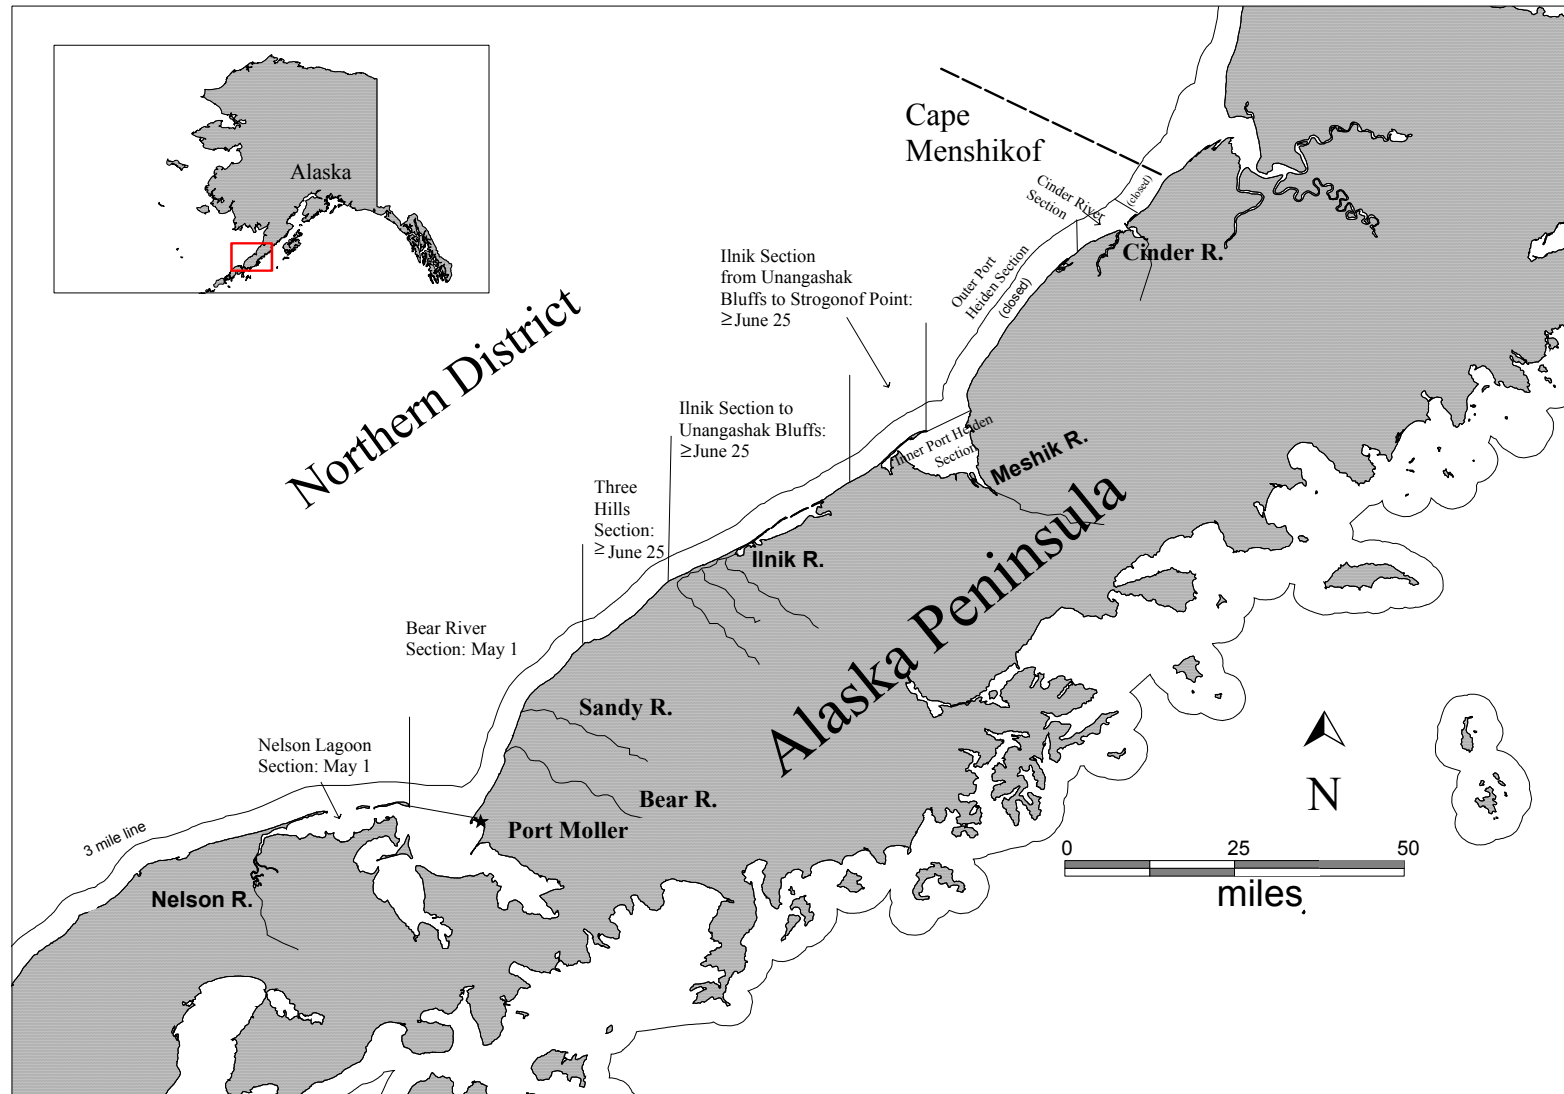 Alaska
Cape
Menshikof
Cinder River
Section
(closed)
Cinder R.
Outer Port
Heiden Section
(closed)
Ilnik Section
from Unangashak
Bluffs to Strogonof Point:
≥June 25
Northern District
Ilnik Section to
Unangashak Bluffs:
≥June 25
Inner Port Heiden
Section
Meshik R.
Three
Hills
Section:
≥June 25
Ilnik R.
Alaska Peninsula
Bear River
Section: May 1
Sandy R.
Nelson Lagoon
Section: May 1
Bear R.
Port Moller
3 mile line
Nelson R.
N
0 25 50
miles